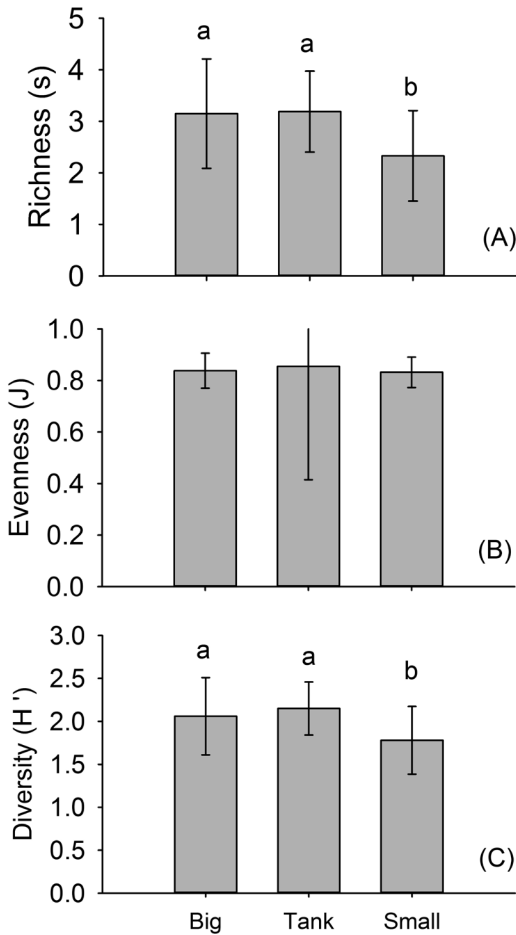 Richness (s)
5
4
3
2
1
0
a
a
b
(A)
Evenness (J)
1.0
0.8
0.6
0.4
0.2
0.0
(B)
Diversity (H ')
3.0
2.5
2.0
1.5
1.0
0.5
0.0
a
a
b
(C)
Big Tank Small